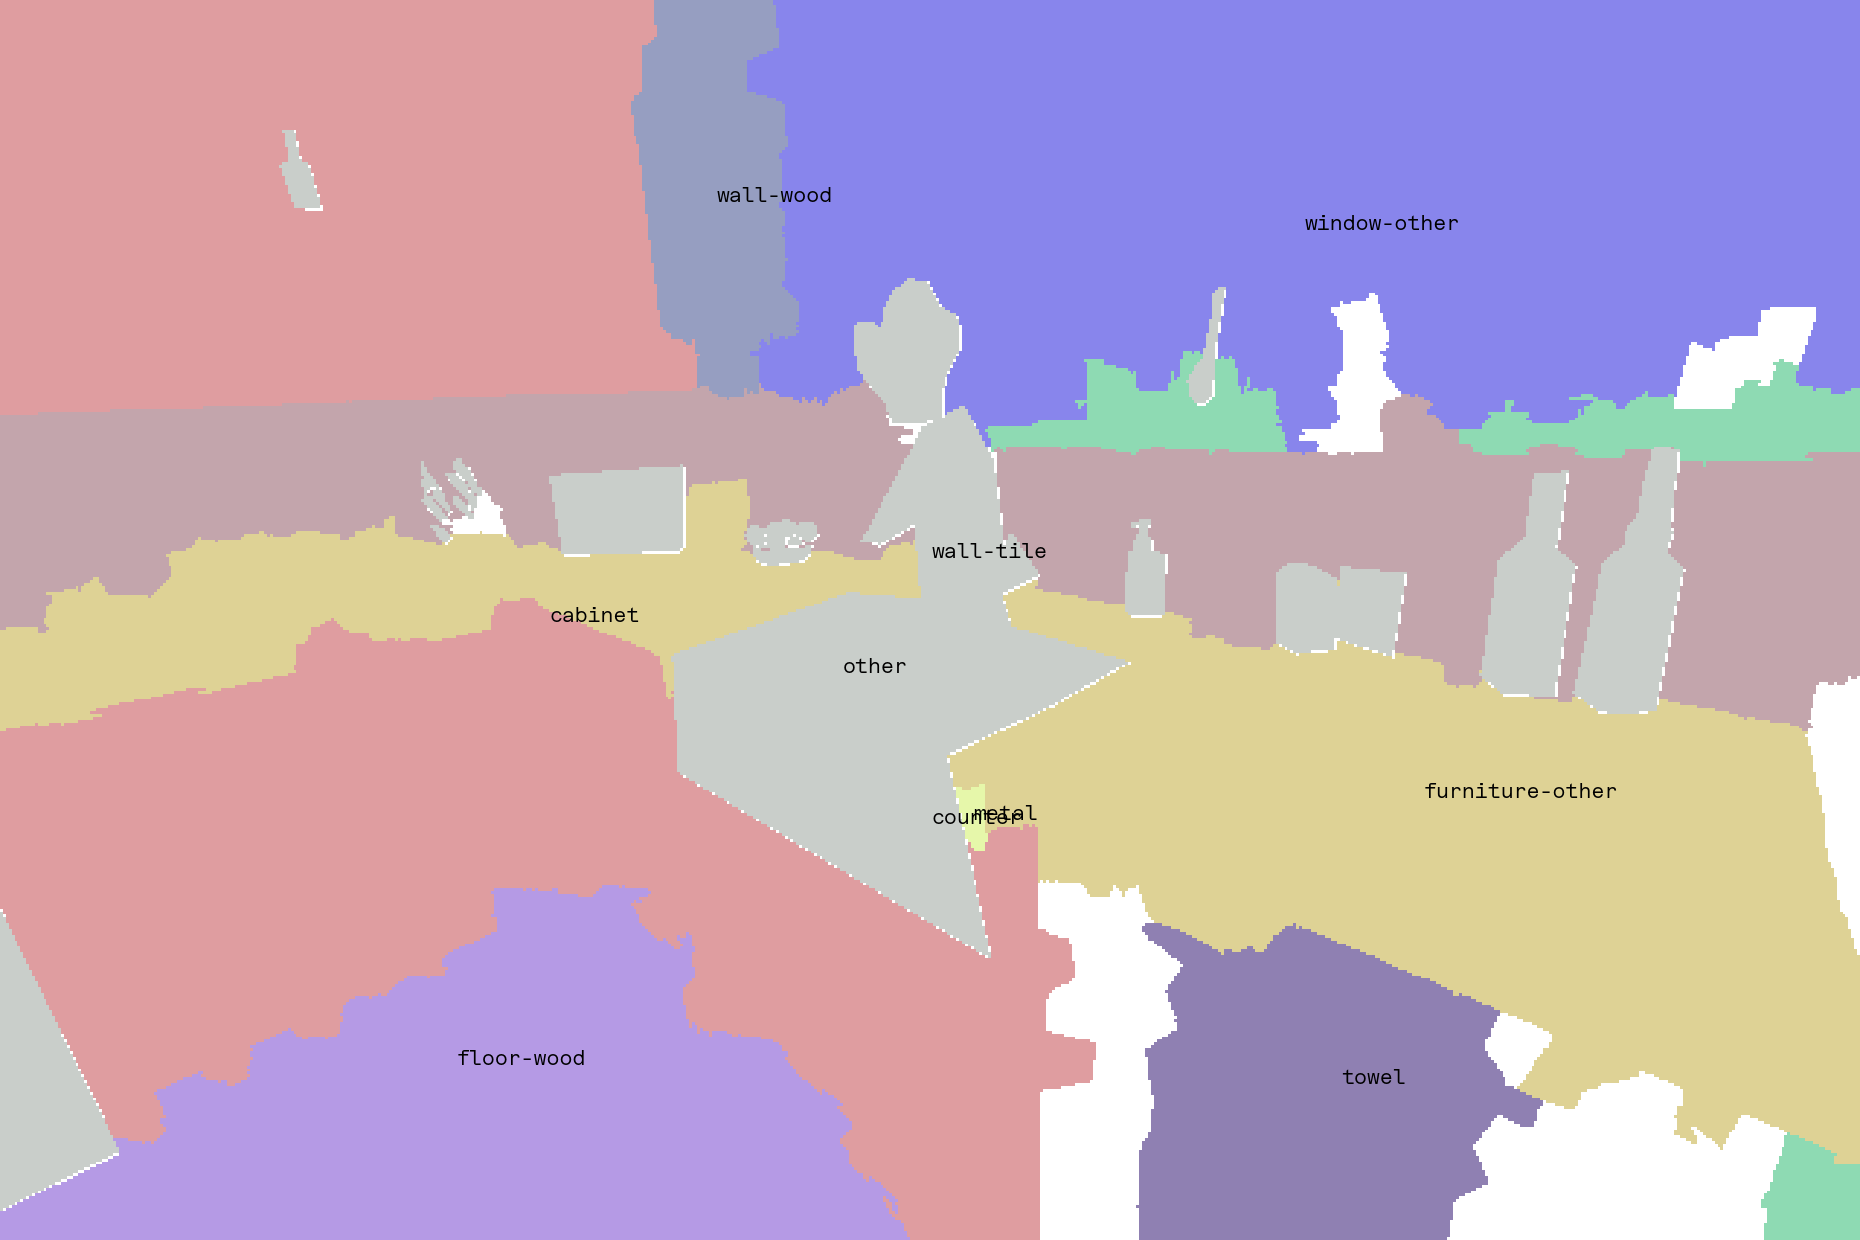 wall-wood
window-other
wall-tile
cabinet
other
furniture-other
metal
counter
floor-wood
towel